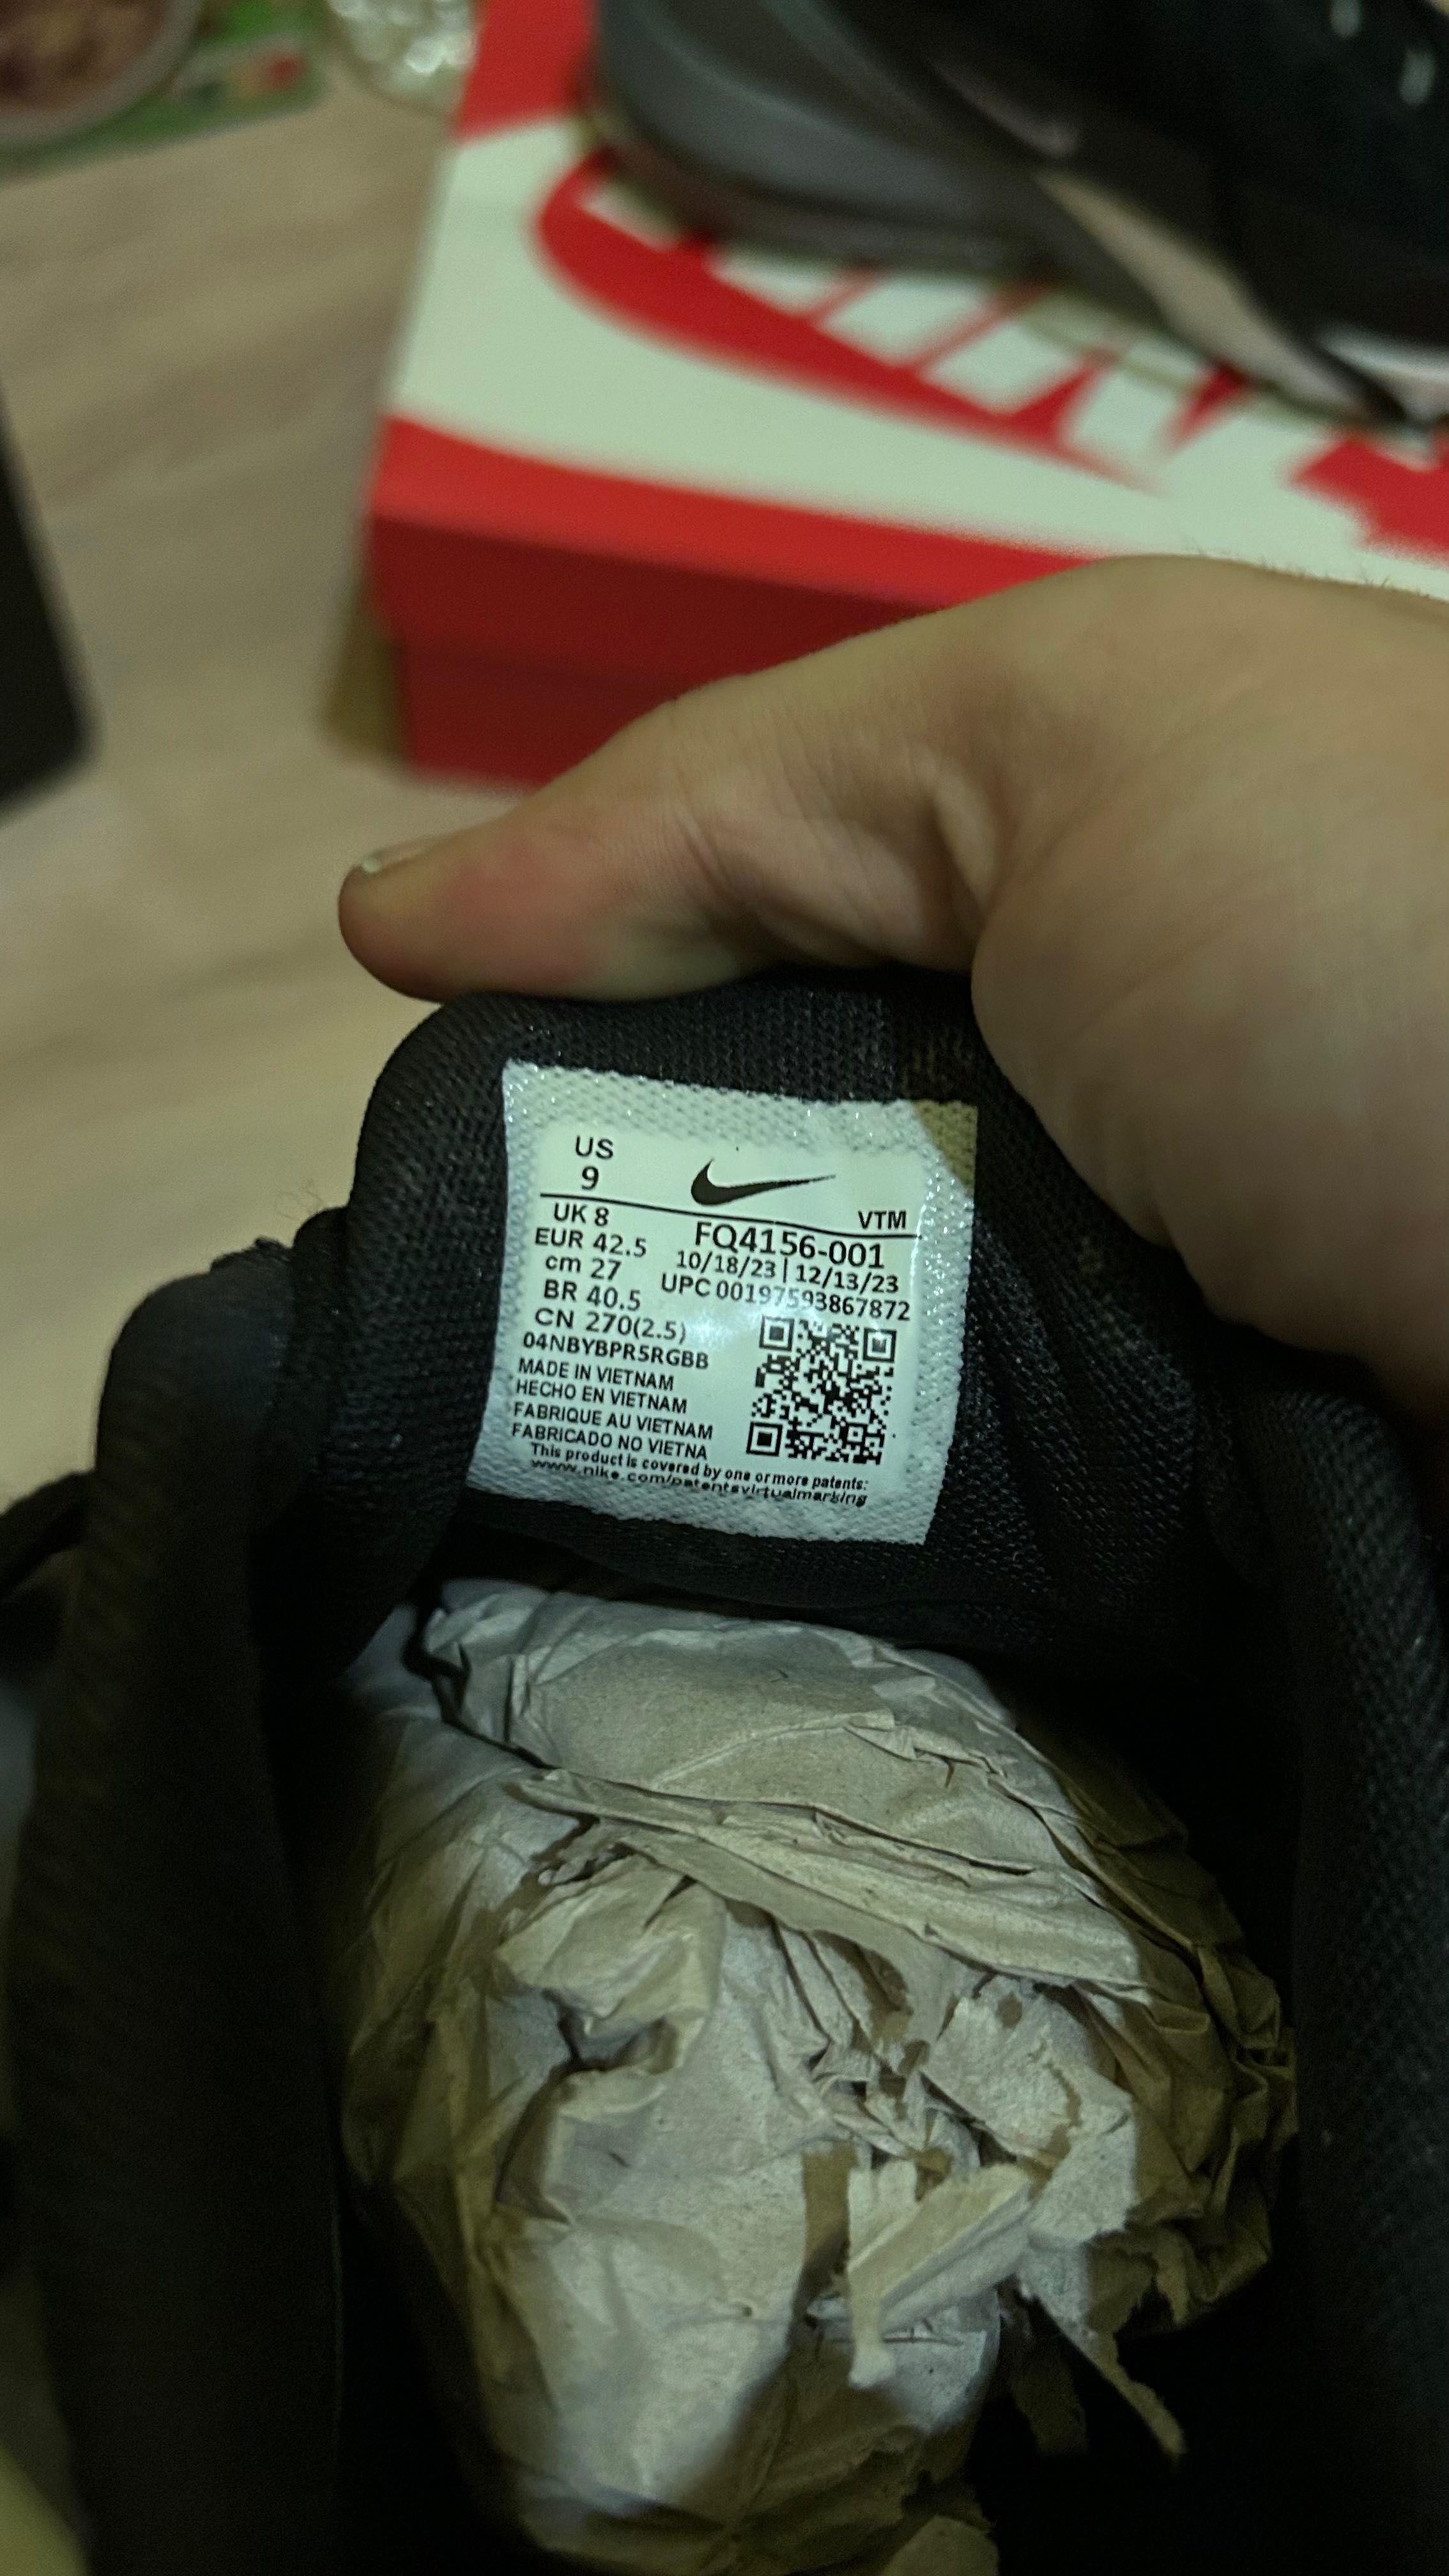 US
9
VTM
UK 8
EUR 42.5
cm 27
BR 40.5
CN 270(2.5)
04NBYBPR5RGBB
FQ4156-001
10/18/23 | 12/13/23
UPC 00197593867872
MADE IN VIETNAM
HECHO EN VIETNAM
FABRIQUE AU VIETNAM
FABRICADO NO VIETNA
This product is covered by one or more patents:
www.nike.com/patentsvirtualmarking